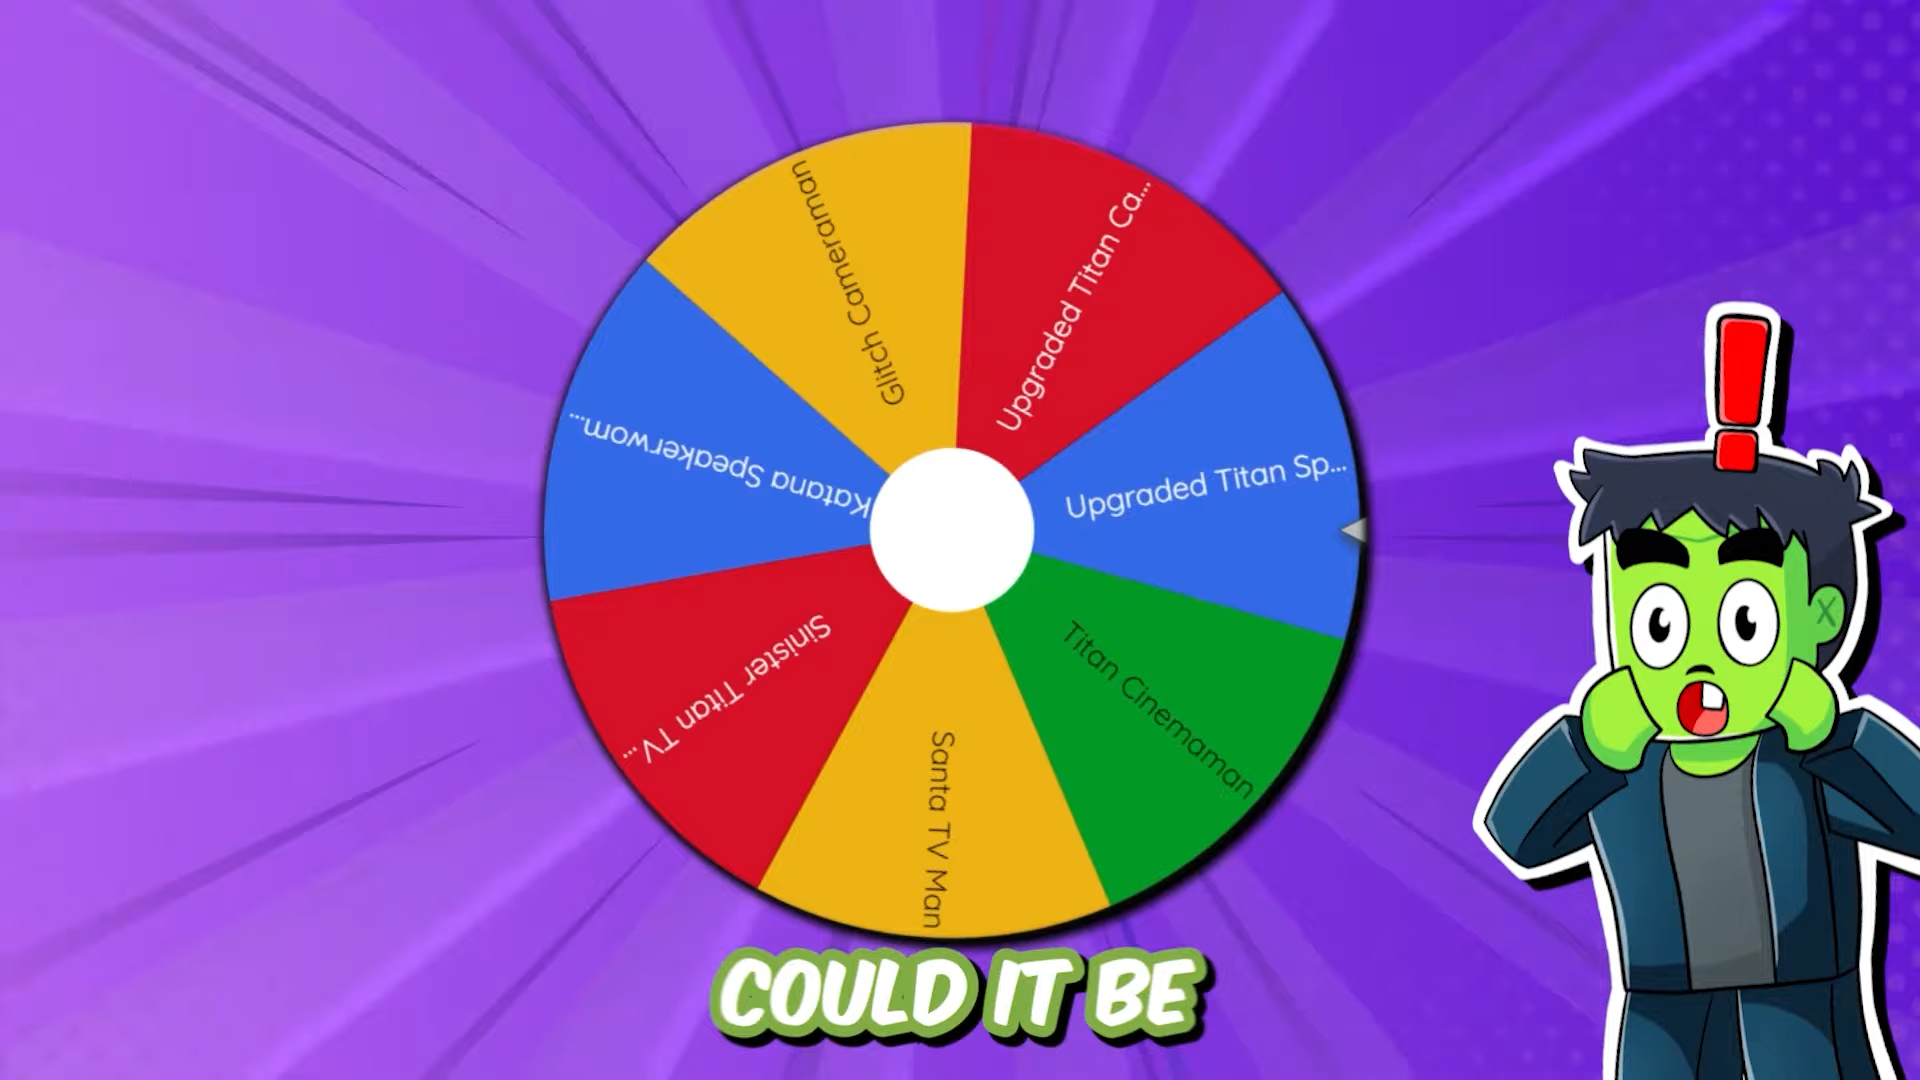 Glitch Cameraman
Upgraded Titan Ca...
Upgraded Titan Sp...
Katana Speakerwom...
Sinister Titan TV...
Titan Cinemaman
Santa TV Man
COULD IT BE